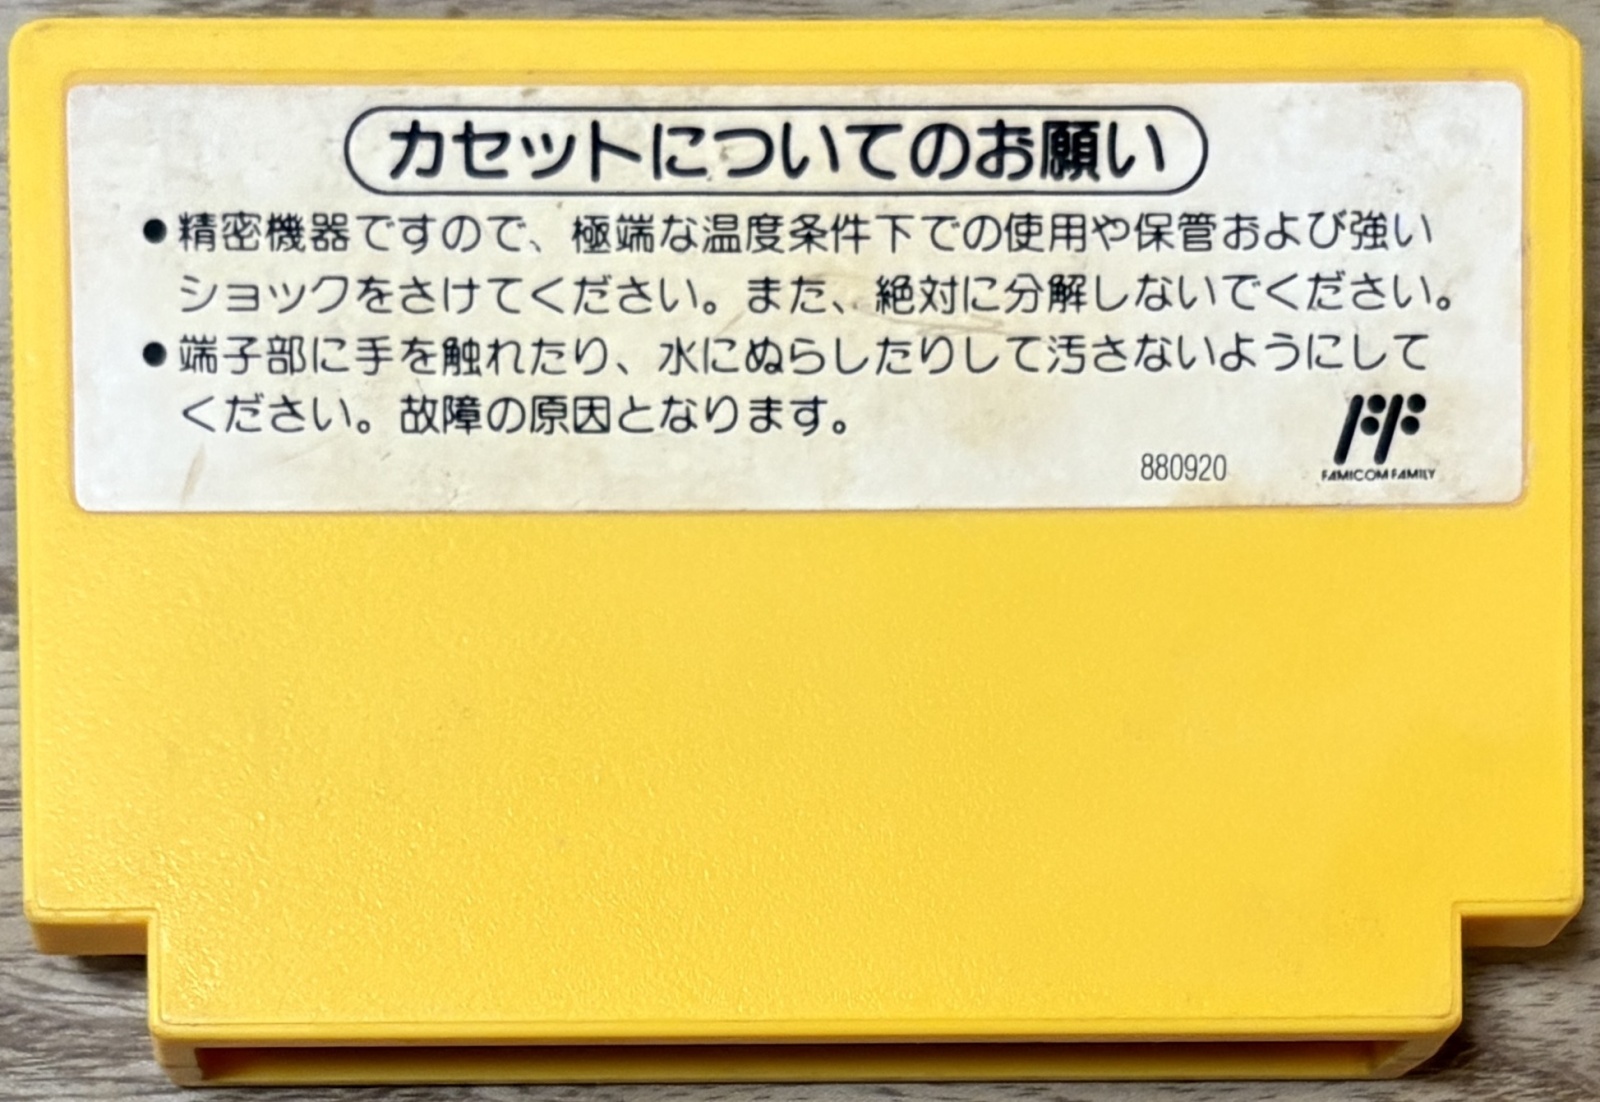 カセットについてのお願い
●精密機器ですので、極端な温度条件下での使用や保管および強い
ショックをさけてください。また、絶対に分解しないでください。
●端子部に手を触れたり、水にぬらしたりして汚さないようにして
ください。故障の原因となります。
880920
FAMICOM FAMILY